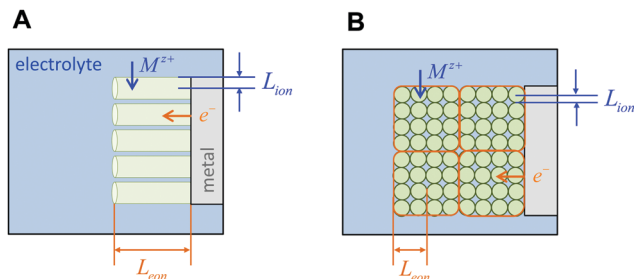 A
B
electrolyte
M^{z+}
L_{ion}
e^-
metal
L_{eon}
M^{z+}
L_{ion}
e^-
L_{eon}